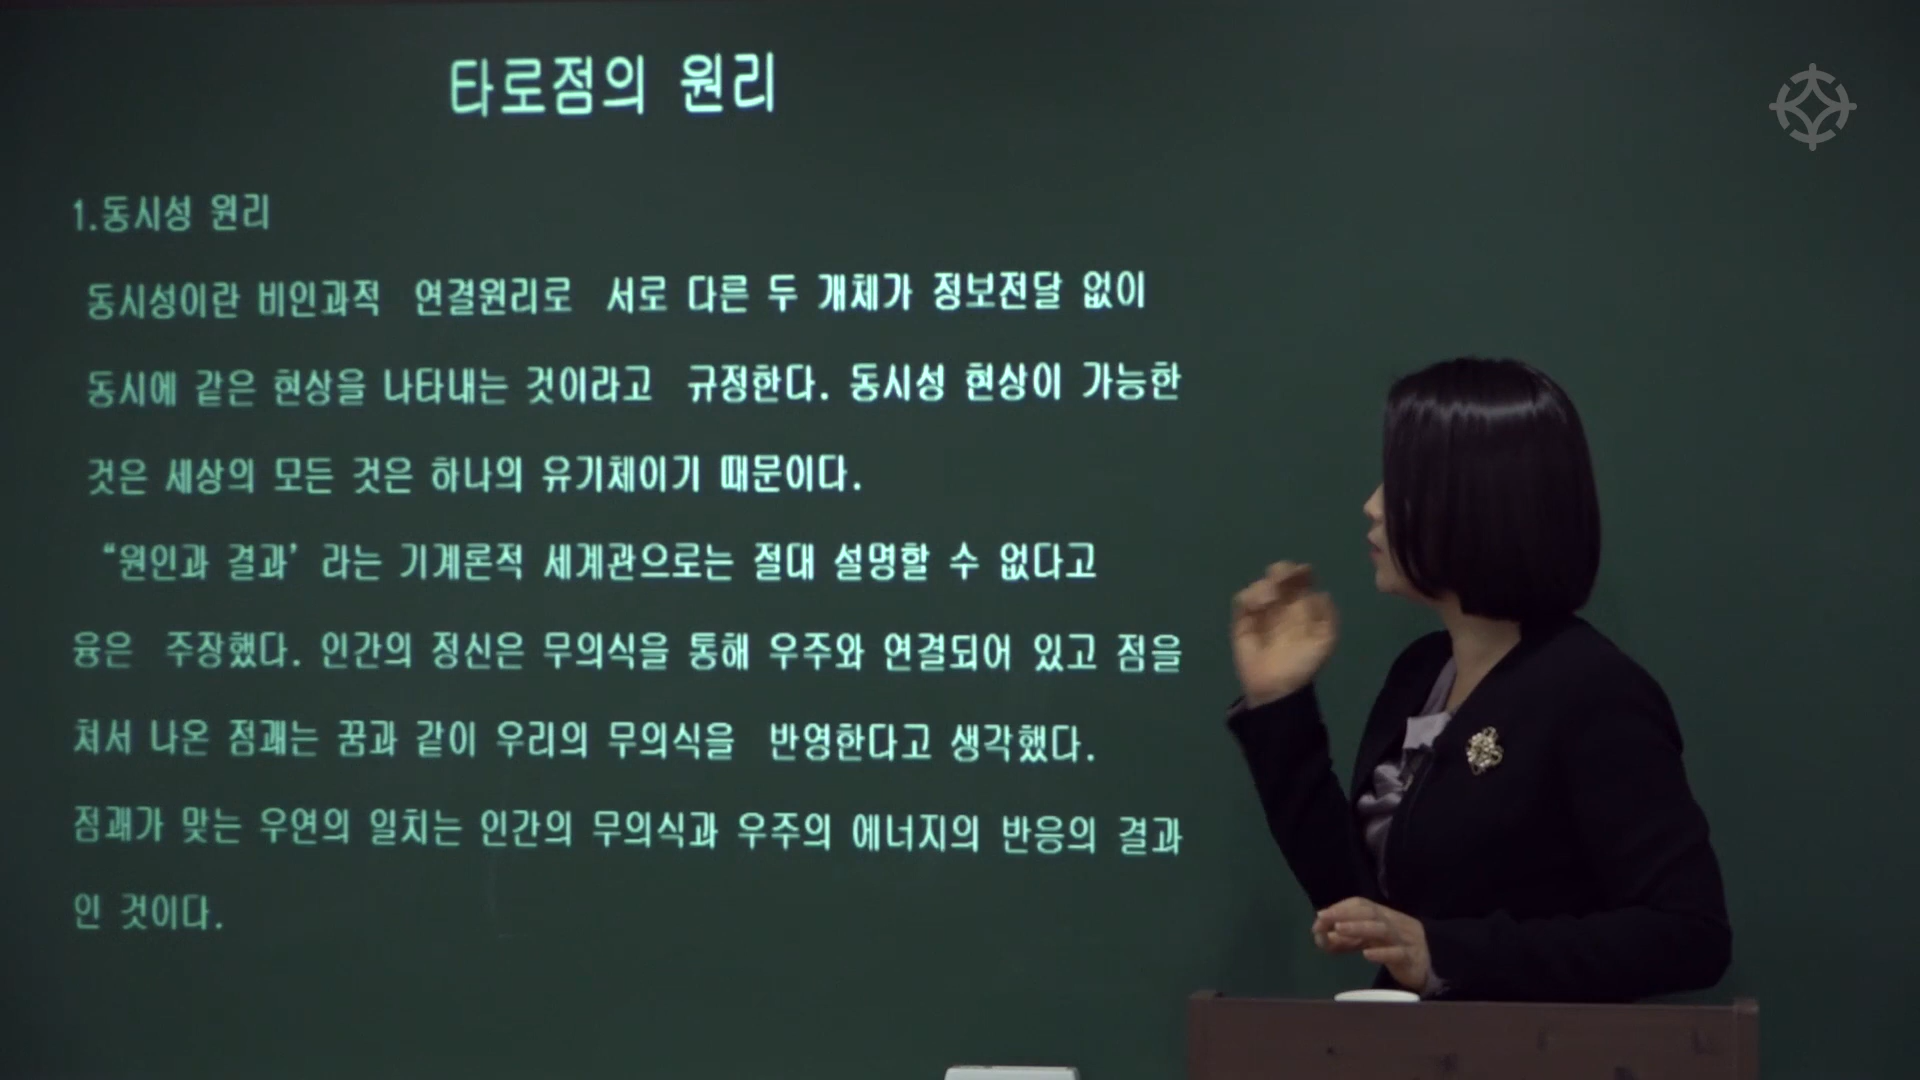 타로점의 원리
1.동시성 원리
동시성이란 비인과적 연결원리로 서로 다른 두 개체가 정보전달 없이
동시에 같은 현상을 나타내는 것이라고 규정한다. 동시성 현상이 가능한
것은 세상의 모든 것은 하나의 유기체이기 때문이다.
“원인과 결과’ 라는 기계론적 세계관으로는 절대 설명할 수 없다고
융은 주장했다. 인간의 정신은 무의식을 통해 우주와 연결되어 있고 점을
쳐서 나온 점괘는 꿈과 같이 우리의 무의식을 반영한다고 생각했다.
점괘가 맞는 우연의 일치는 인간의 무의식과 우주의 에너지의 반응의 결과
인 것이다.